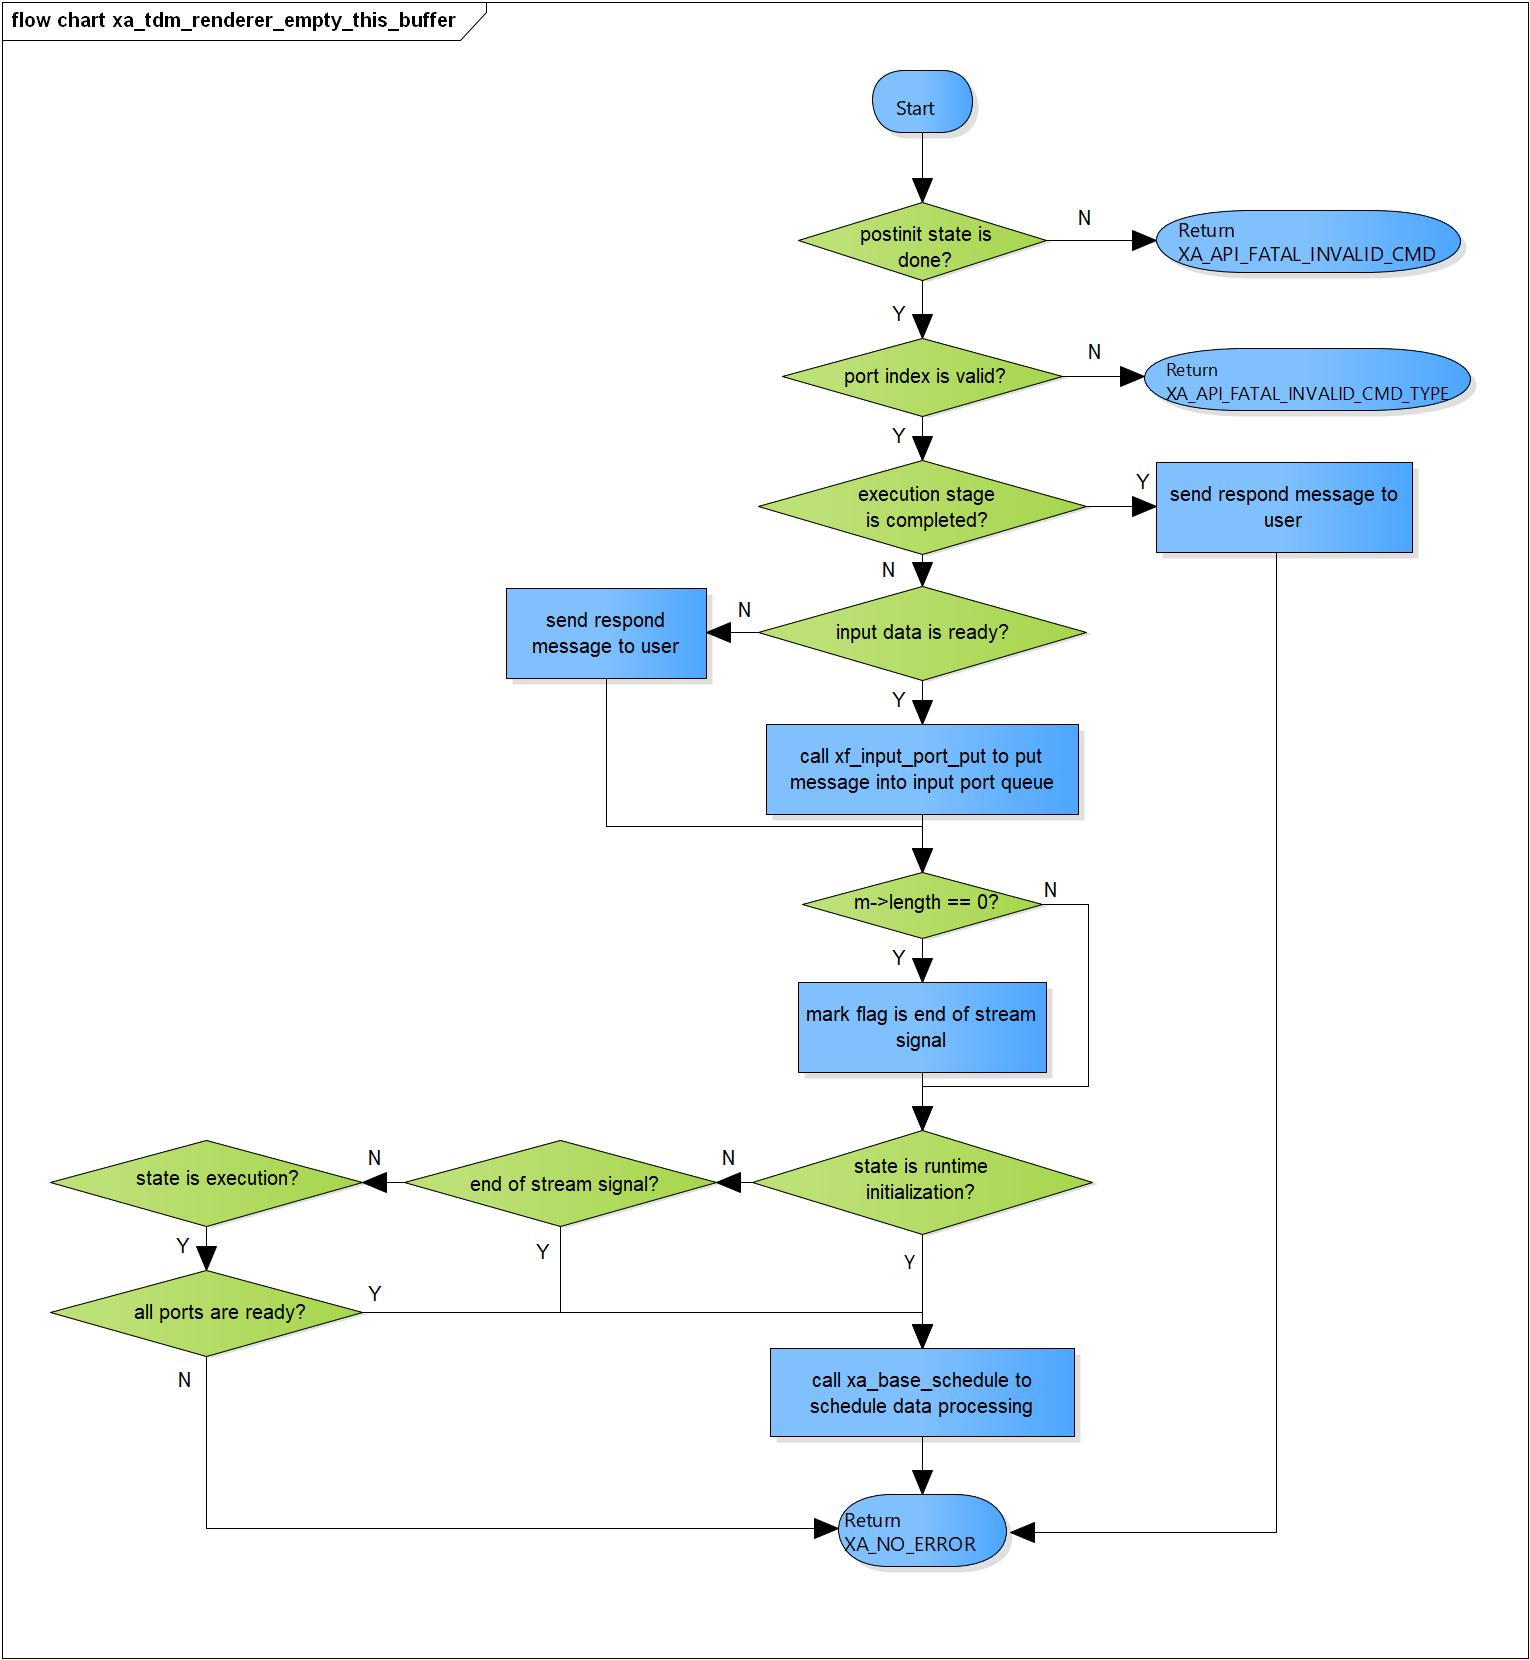 flow chart xa_tdm_renderer_empty_this_buffer
Start
postinit state is
done?
N
Return
XA_API_FATAL_INVALID_CMD
Y
port index is valid?
N
Return
XA_API_FATAL_INVALID_CMD_TYPE
Y
execution stage
is completed?
Y
send respond message to
user
N
input data is ready?
N
send respond
message to user
Y
call xf_input_port_put to put
message into input port queue
m->length == 0?
N
Y
mark flag is end of stream
signal
state is runtime
initialization?
N
end of stream signal?
N
state is execution?
Y
Y
Y
all ports are ready?
Y
N
call xa_base_schedule to
schedule data processing
Return
XA_NO_ERROR